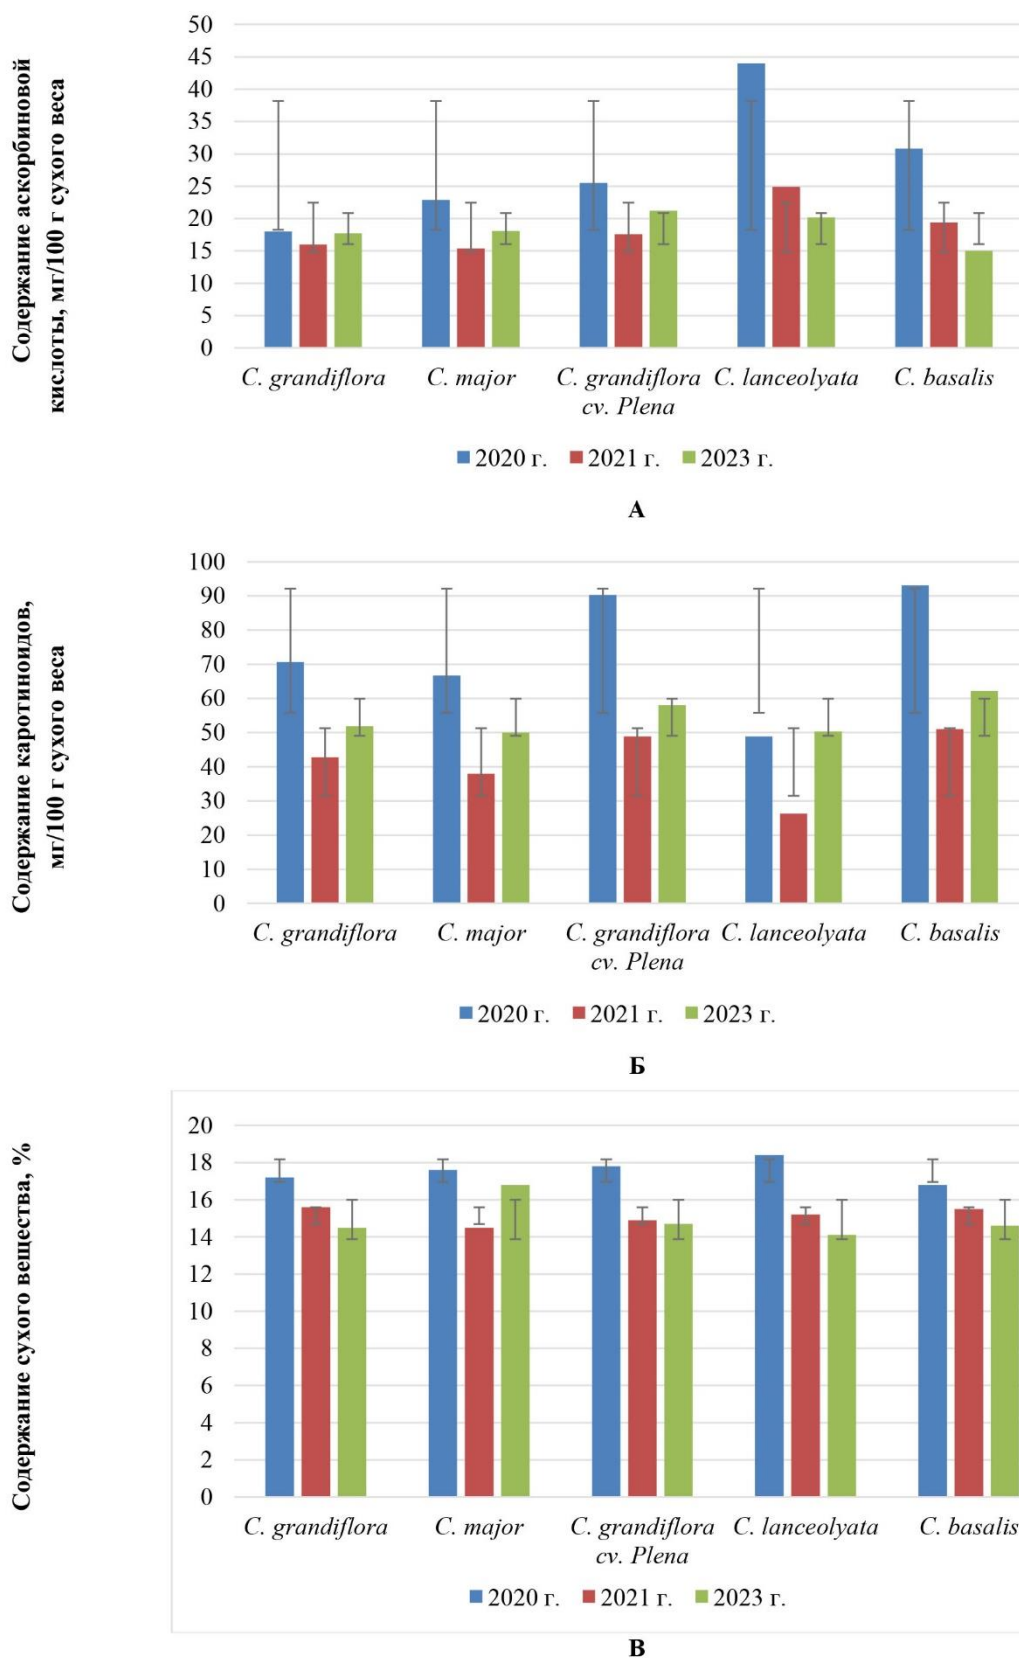 Содержание аскорбиновой
кислоты, мг/100 г сухого веса
50
45
40
35
30
25
20
15
10
5
0
C. grandiflora C. major C. grandiflora C. lanceolyata C. basalis
cv. Plena
2020 г. 2021 г. 2023 г.
А
Содержание каротиноидов,
мг/100 г сухого веса
100
90
80
70
60
50
40
30
20
10
0
C. grandiflora C. major C. grandiflora C. lanceolyata C. basalis
cv. Plena
2020 г. 2021 г. 2023 г.
Б
Содержание сухого вещества, %
20
18
16
14
12
10
8
6
4
2
0
C. grandiflora C. major C. grandiflora C. lanceolyata C. basalis
cv. Plena
2020 г. 2021 г. 2023 г.
В